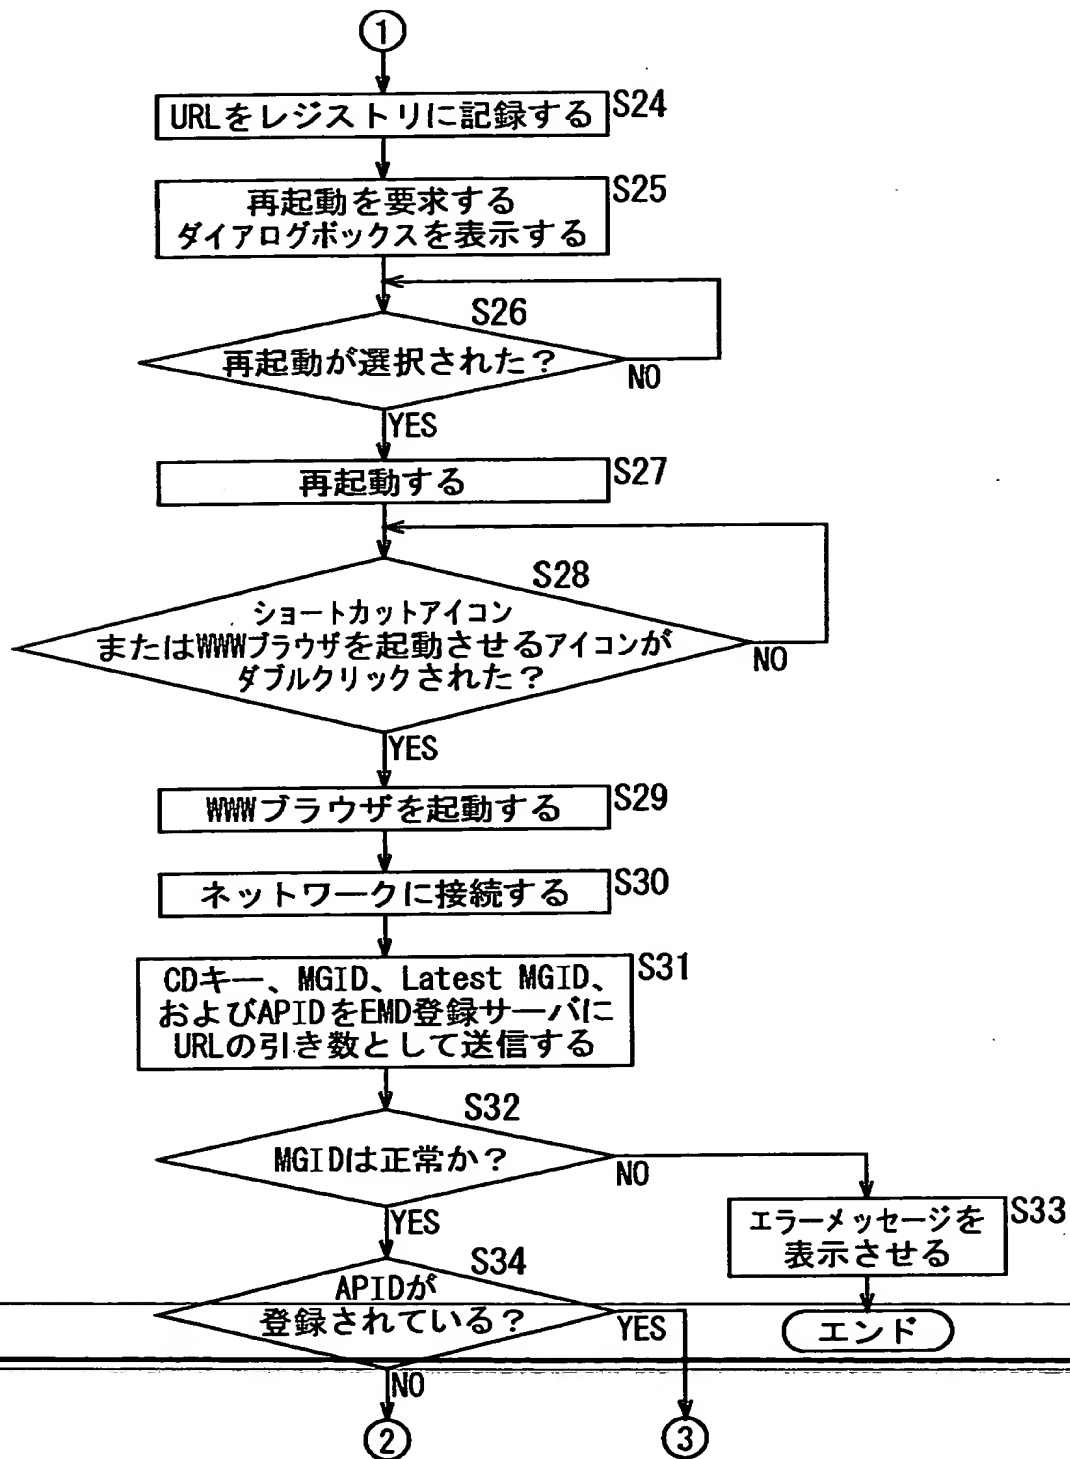 1
URLをレジストリに記録する
S24
再起動を要求する
ダイアログボックスを表示する
S25
S26
再起動が選択された？
NO
YES
再起動する
S27
S28
ショートカットアイコン
またはWWWブラウザを起動させるアイコンが
ダブルクリックされた？
NO
YES
WWWブラウザを起動する
S29
ネットワークに接続する
S30
CDキー、MGID、Latest MGID、
およびAPIDをEMD登録サーバに
URLの引き数として送信する
S31
S32
MGIDは正常か？
NO
YES
エラーメッセージを
表示させる
S33
S34
APIDが
登録されている？
YES
エンド
NO
2
3